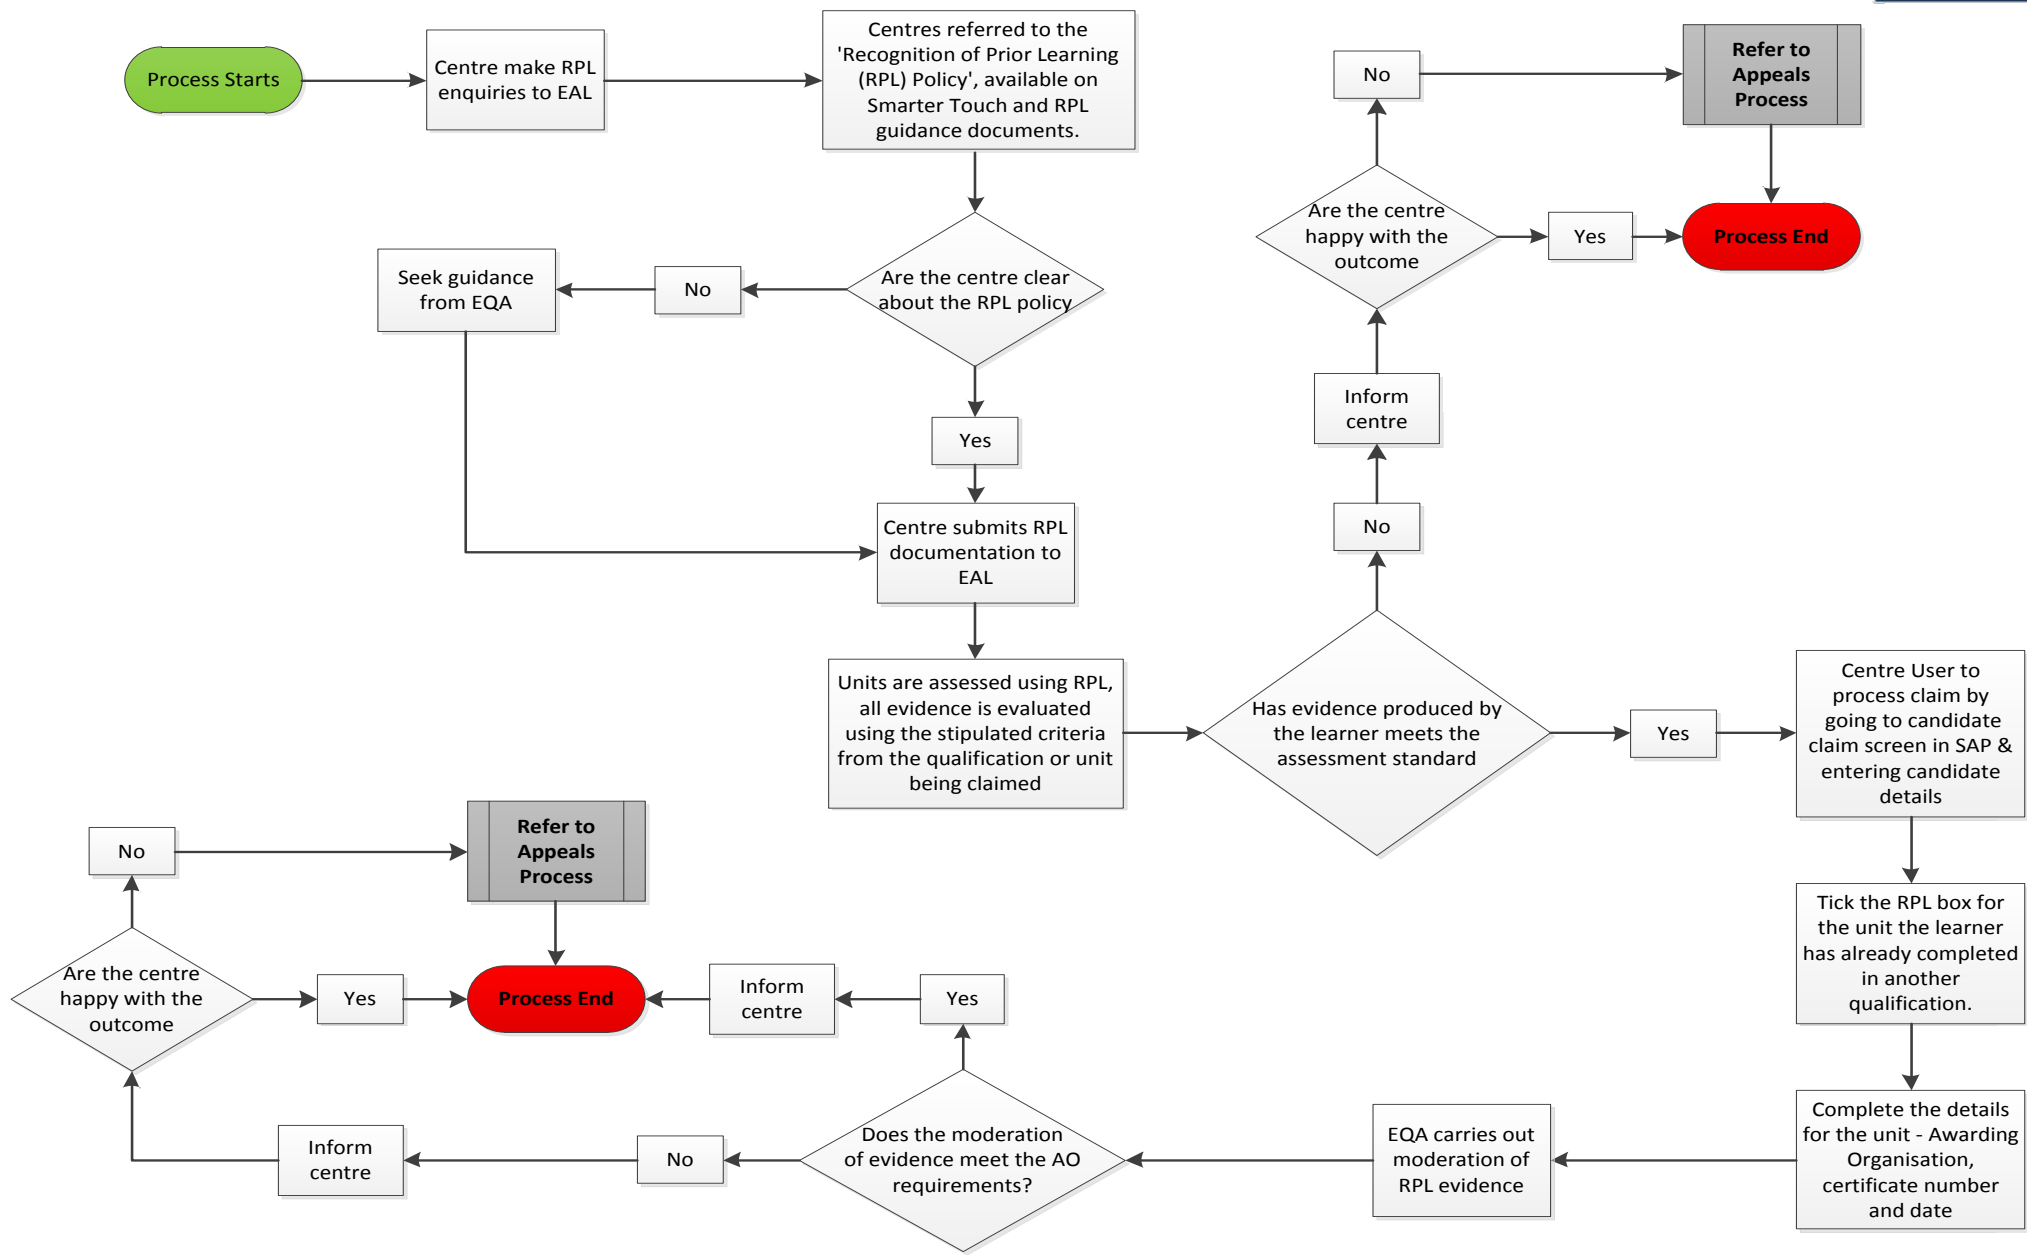 Process Starts
Centre make RPL
enquiries to EAL
Centres referred to the
'Recognition of Prior Learning
(RPL) Policy', available on
Smarter Touch and RPL
guidance documents.
Are the centre clear
about the RPL policy
No
Seek guidance
from EQA
Yes
Centre submits RPL
documentation to
EAL
Units are assessed using RPL,
all evidence is evaluated
using the stipulated criteria
from the qualification or unit
being claimed
Has evidence produced by
the learner meets the
assessment standard
No
Inform
centre
Are the centre
happy with the
outcome
No
Refer to
Appeals
Process
Yes
Process End
Yes
Centre User to
process claim by
going to candidate
claim screen in SAP &
entering candidate
details
Tick the RPL box for
the unit the learner
has already completed
in another
qualification.
Complete the details
for the unit - Awarding
Organisation,
certificate number
and date
EQA carries out
moderation of
RPL evidence
Does the moderation
of evidence meet the AO
requirements?
Yes
Inform
centre
Process End
No
Inform
centre
Are the centre
happy with the
outcome
Yes
No
Refer to
Appeals
Process